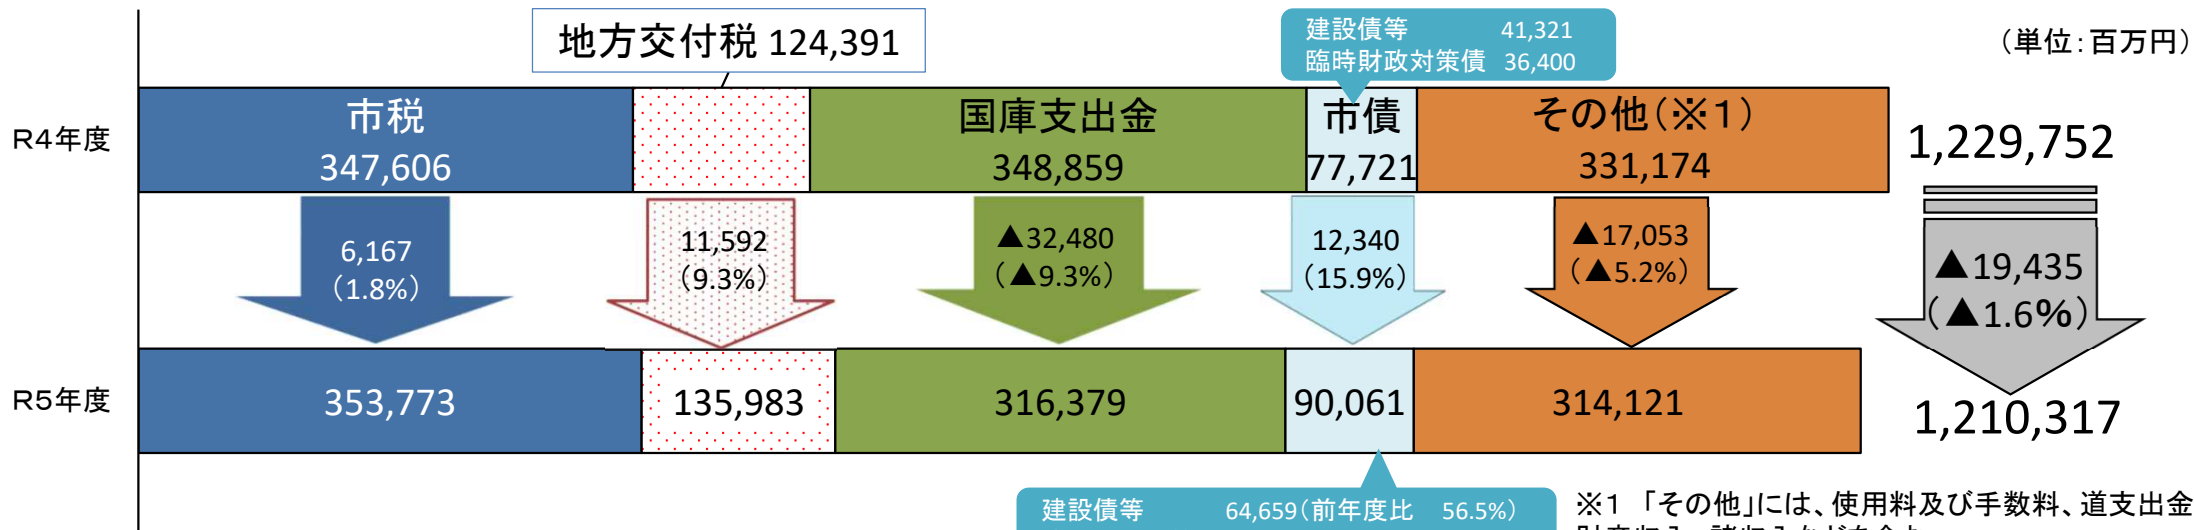 地方交付税 124,391
建設債等 41,321
臨時財政対策債 36,400
（単位：百万円）
R4年度
市税
347,606
国庫支出金
348,859
市債
77,721
その他（※1）
331,174
1,229,752
6,167
（1.8%）
11,592
（9.3%）
▲32,480
（▲9.3%）
12,340
（15.9%）
▲17,053
（▲5.2%）
▲19,435
（▲1.6%）
R5年度
353,773
135,983
316,379
90,061
314,121
1,210,317
建設債等 64,659（前年度比 56.5%）
※1 「その他」には、使用料及び手数料、道支出金